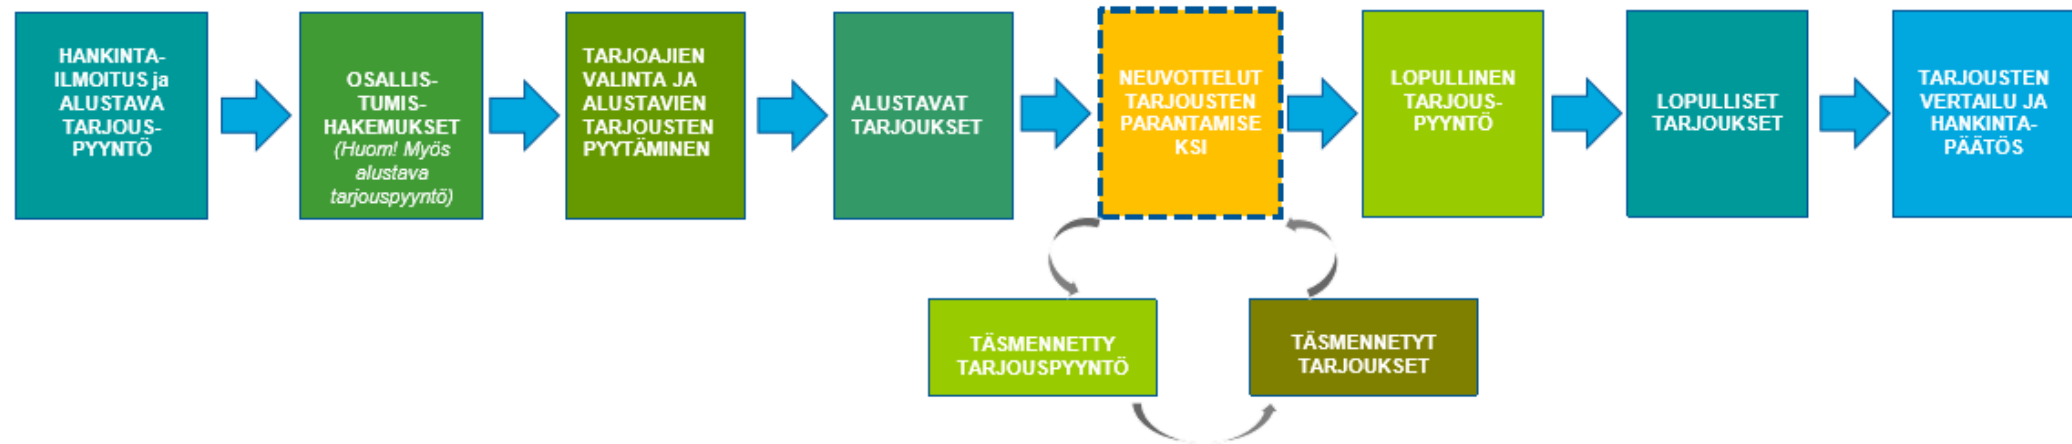 HANKINTA-
ILMOITUS ja
ALUSTAVA
TARJOUS-
PYYNTÖ
OSALLIS-
TUMIS-
HAKEMUKSET
(Huom! Myös
alustava
tarjouspyyntö)
TARJOAJIEN
VALINTA JA
ALUSTAVIEN
TARJOUSTEN
PYYTÄMINEN
ALUSTAVAT
TARJOUKSET
NEUVOTTELUT
TARJOUSTEN
PARANTAMISE
KSI
LOPULLINEN
TARJOUS-
PYYNTÖ
LOPULLISET
TARJOUKSET
TARJOUSTEN
VERTAILU JA
HANKINTA-
PÄÄTÖS
TÄSMENNETTY
TARJOUSPYYNTÖ
TÄSMENNETYT
TARJOUKSET